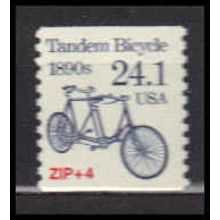 Tandem Bicycle
1890s 24.1
USA
ZIP+4